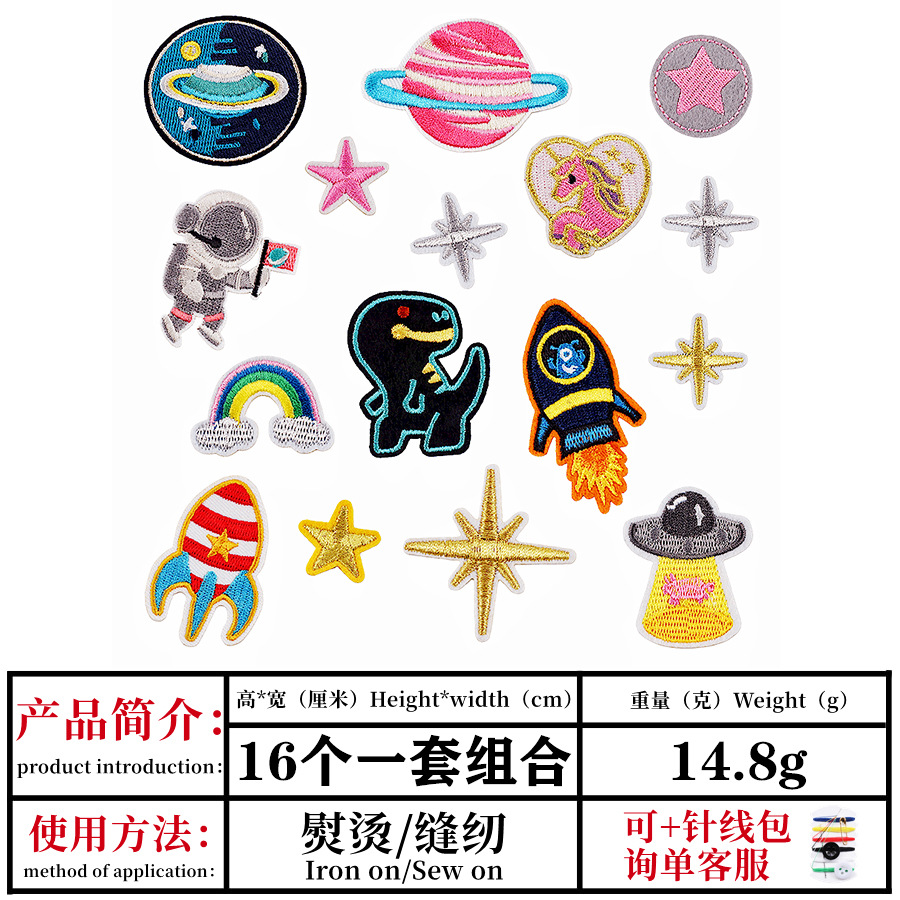 产品简介：
product introduction：
高*宽（厘米）Height*width（cm）
重量（克）Weight（g）
16个一套组合
14.8g
使用方法：
method of application：
熨烫/缝纫
Iron on/Sew on
可+针线包
询单客服